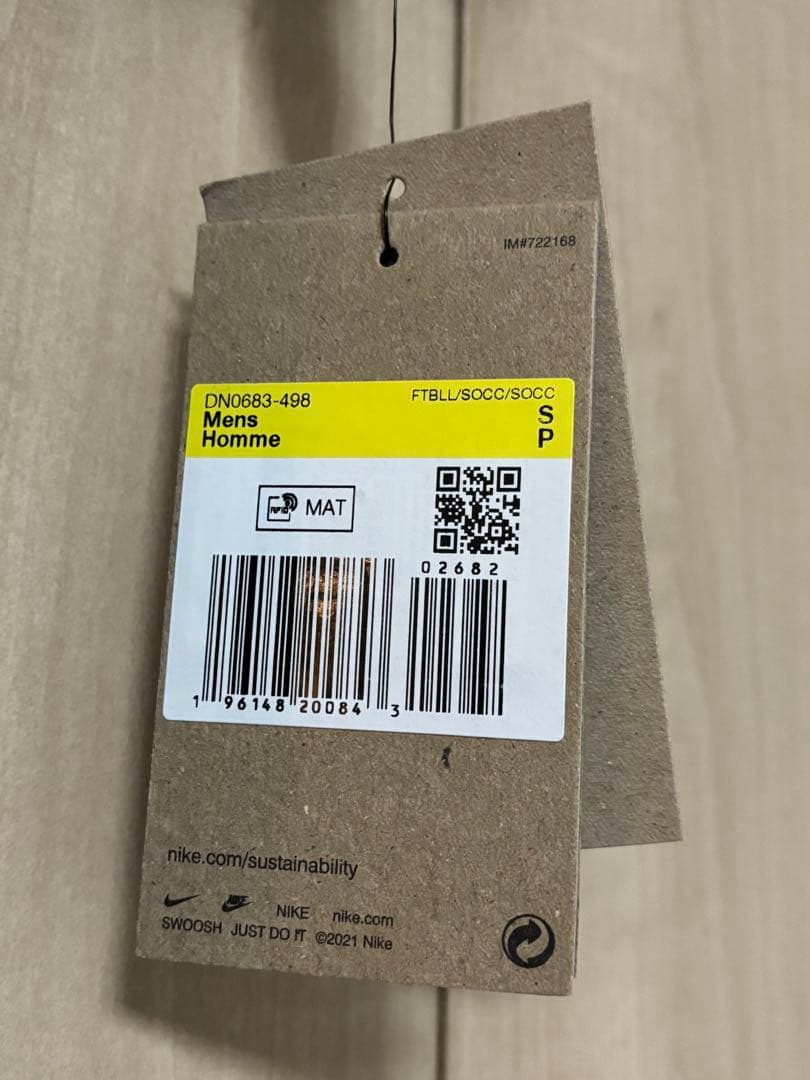 IM#722168
DN0683-498 FTBLL/SOCC/SOCC
Mens S
Homme P
RFID MAT
02682
1 96148 20084 3
nike.com/sustainability
NIKE nike.com
SWOOSH JUST DO IT ©2021 Nike